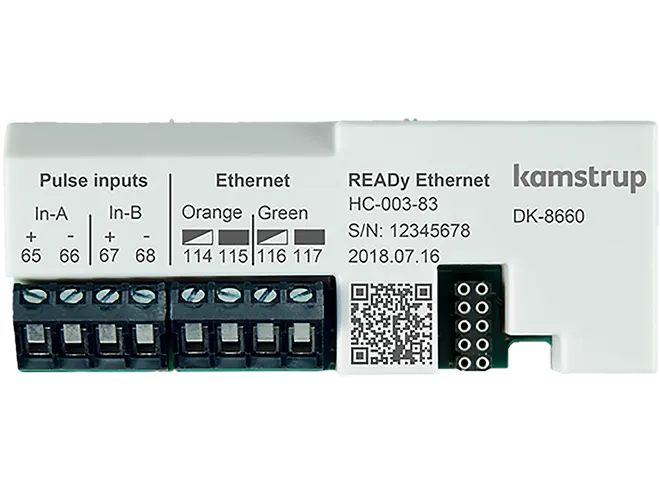 Pulse inputs
In-A
In-B
+
-
+
-
65
66
67
68
Ethernet
Orange
Green
114
115
116
117
READy Ethernet
HC-003-83
S/N: 12345678
2018.07.16
kamstrup
DK-8660